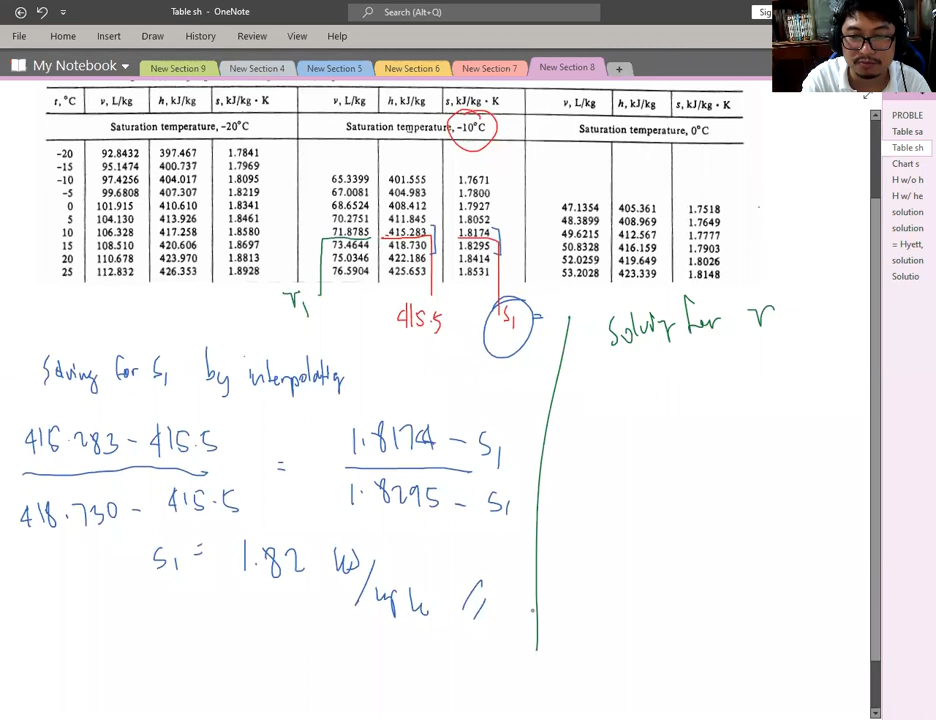 Table sh - OneNote
Search (Alt+Q)
Sig
File Home Insert Draw History Review View Help
My Notebook
New Section 9 New Section 4 New Section 5 New Section 6 New Section 7 New Section 8 +
t, °C v, L/kg h, kJ/kg s, kJ/kg · K v, L/kg h, kJ/kg s, kJ/kg · K v, L/kg h, kJ/kg s, kJ/kg · K
Saturation temperature, -20°C Saturation temperature, -10°C Saturation temperature, 0°C
-20 92.8432 397.467 1.7841
-15 95.1474 400.737 1.7969
-10 97.4256 404.017 1.8095 65.3399 401.555 1.7671
-5 99.6808 407.307 1.8219 67.0081 404.983 1.7800
0 101.915 410.610 1.8341 68.6524 408.412 1.7927 47.1354 405.361 1.7518
5 104.130 413.926 1.8461 70.2751 411.845 1.8052 48.3899 408.969 1.7649
10 106.328 417.258 1.8580 71.8785 415.283 1.8174 49.6215 412.567 1.7777
15 108.510 420.606 1.8697 73.4644 418.730 1.8295 50.8328 416.159 1.7903
20 110.678 423.970 1.8813 75.0346 422.186 1.8414 52.0259 419.649 1.8026
25 112.832 426.353 1.8928 76.5904 425.653 1.8531 53.2028 423.339 1.8148
v1 415.5 s1 =
Solving for v
Solving for S1 by interpolation
415.283 - 415.5 = 1.8174 - S1
418.730 - 415.5 1.8295 - S1
S1 = 1.82 kJ/kg k //
PROBLE
Table sa
Table sh
Chart s
H w/o h
H w/ he
solution
solution
= Hyett,
solution
Solutio